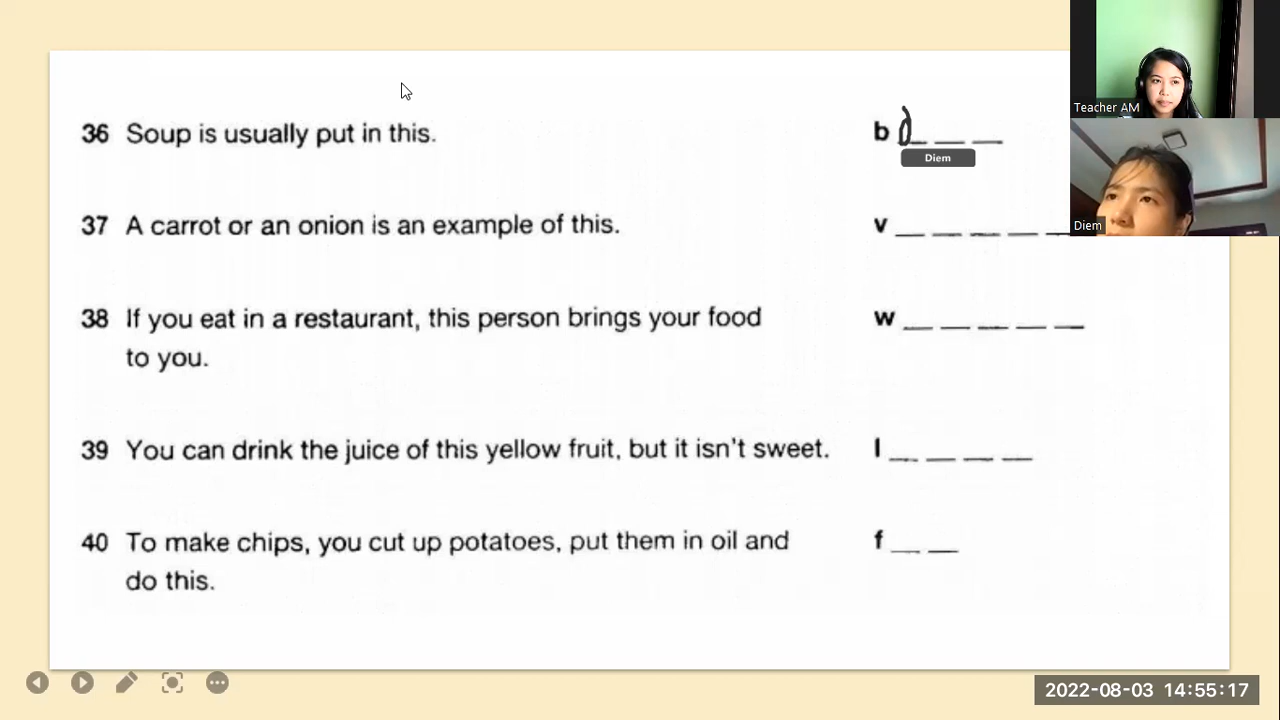 36 Soup is usually put in this. b o _ _ _
Teacher AM
Diem
37 A carrot or an onion is an example of this. v _ _ _ _ _
Diem
38 If you eat in a restaurant, this person brings your food w _ _ _ _ _
to you.
39 You can drink the juice of this yellow fruit, but it isn't sweet. l _ _ _ _
40 To make chips, you cut up potatoes, put them in oil and f _ _
do this.
2022-08-03 14:55:17